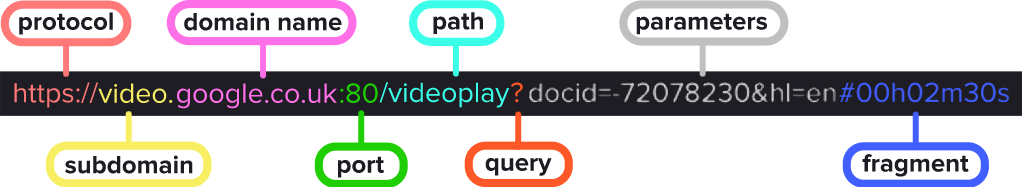 protocol domain name path parameters
https://video.google.co.uk:80/videoplay? docid=-72078230&hl=en#00h02m30s
subdomain port query fragment